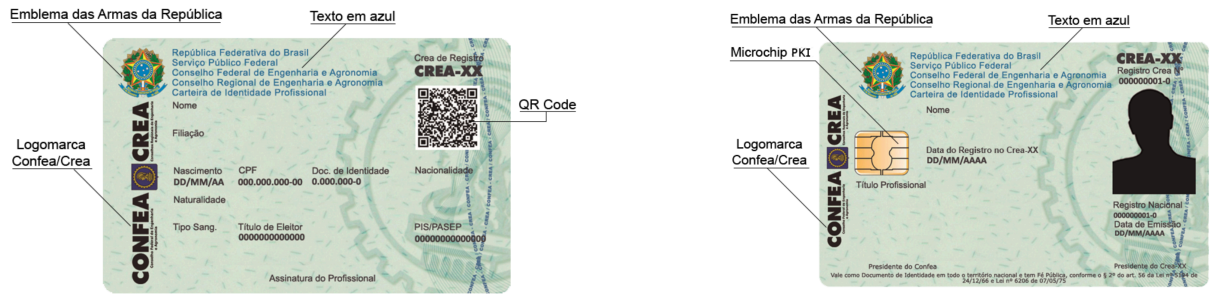 Emblema das Armas da República
Texto em azul
República Federativa do Brasil
Serviço Público Federal
Conselho Federal de Engenharia e Agronomia
Conselho Regional de Engenharia e Agronomia
Carteira de Identidade Profissional
Crea de Registro
CREA-XX
QR Code
Nome
Filiação
Logomarca
Confea/Crea
CONFEA CREA
Nascimento
DD/MM/AA
CPF
000.000.000-00
Doc. de Identidade
0.000.000-0
Nacionalidade
Naturalidade
Tipo Sang.
Título de Eleitor
0000000000000
PIS/PASEP
00000000000000
Assinatura do Profissional
Emblema das Armas da República
Texto em azul
Microchip PKI
República Federativa do Brasil
Serviço Público Federal
Conselho Federal de Engenharia e Agronomia
Conselho Regional de Engenharia e Agronomia
Carteira de Identidade Profissional
CREA-XX
Registro Crea
000000001-0
Nome
Logomarca
Confea/Crea
CONFEA CREA
Data do Registro no Crea-XX
DD/MM/AAAA
Título Profissional
Registro Nacional
000000001-0
Data de Emissão
DD/MM/AAAA
Presidente do Confea
Presidente do Crea-XX
Vale como Documento de Identidade em todo o território nacional e tem Fé Pública, conforme o § 2º do art. 56 da Lei nº 5194 de
24/12/66 e Lei nº 6206 de 07/05/75